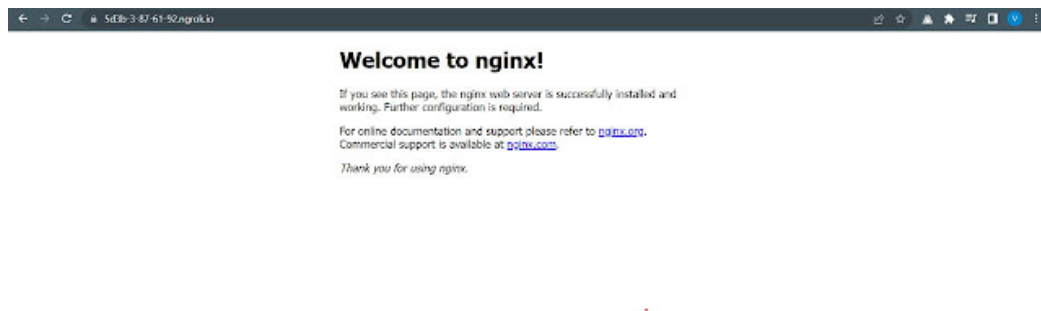 5d3b-3-87-61-92.ngrok.io
V
Welcome to nginx!
If you see this page, the nginx web server is successfully installed and
working. Further configuration is required.
For online documentation and support please refer to nginx.org.
Commercial support is available at nginx.com.
Thank you for using nginx.